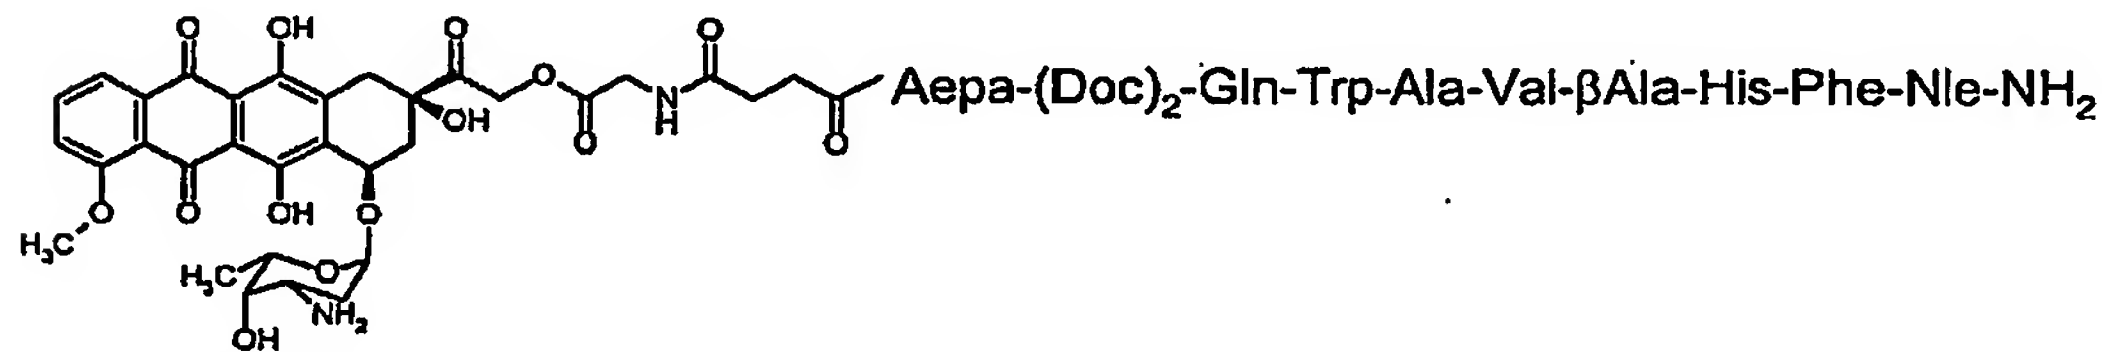 O OH O O
O
Aepa-(Doc)₂-Gln-Trp-Ala-Val-βAla-His-Phe-Nle-NH₂
OH O N H O
O O OH O
H₃C
H₃C O
NH₂
OH